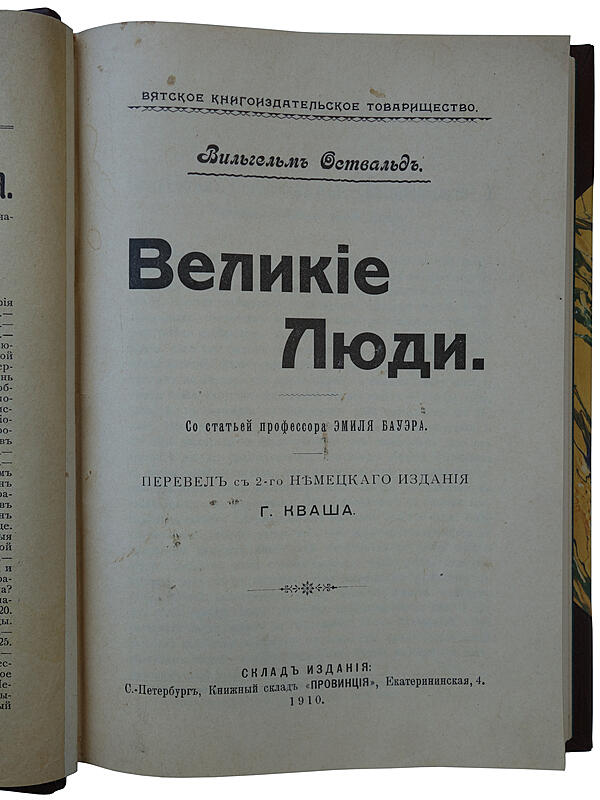 ВЯТСКОЕ КНИГОИЗДАТЕЛЬСКОЕ ТОВАРИЩЕСТВО.
Вильгельмъ Оствальдъ.
Великіе
Люди.
Со статьей профессора ЭМИЛЯ БАУЭРА.
ПЕРЕВЕЛЪ съ 2-го НѢМЕЦКАГО ИЗДАНІЯ
Г. КВАША.
СКЛАДЪ ИЗДАНІЯ:
С.-Петербургъ, Книжный складъ «ПРОВИНЦІЯ», Екатерининская, 4.
1910.